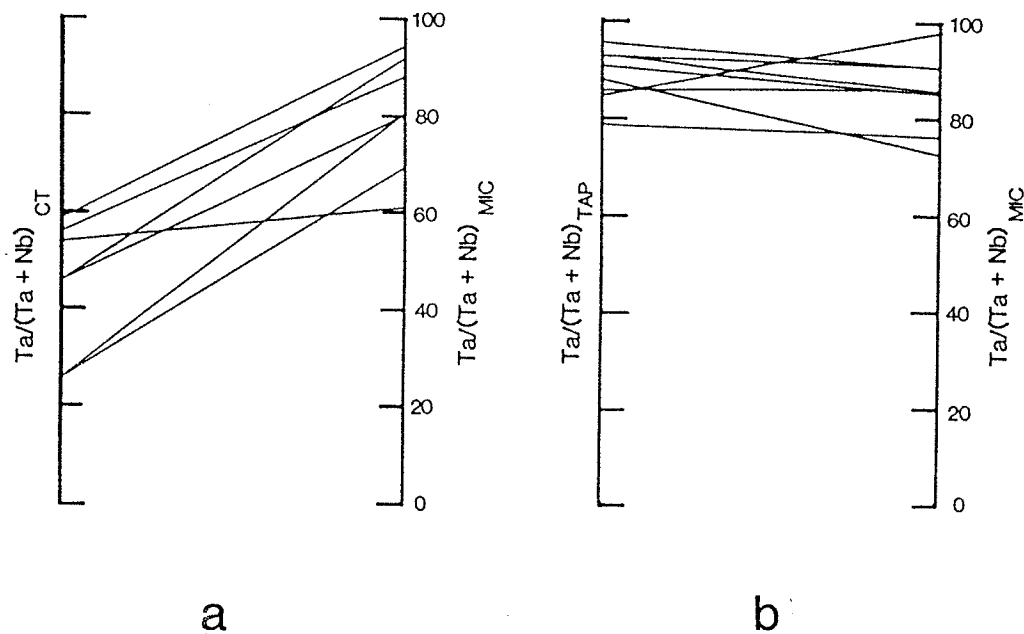 Ta/(Ta + Nb)CT
100
80
60
40
20
0
Ta/(Ta + Nb)MIC
a
Ta/(Ta + Nb)TAP
100
80
60
40
20
0
Ta/(Ta + Nb)MIC
b